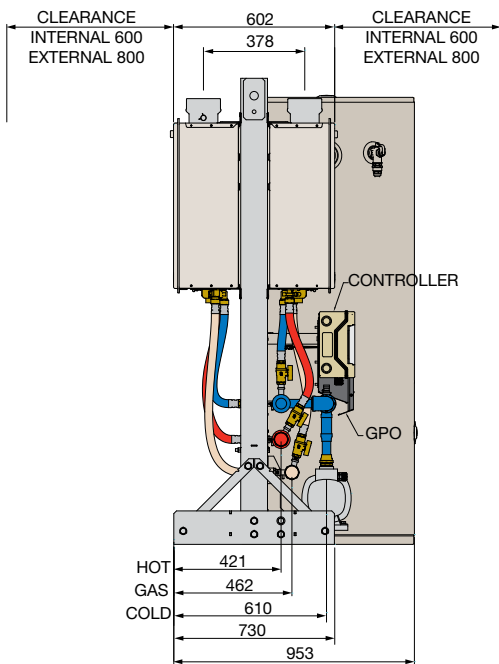 CLEARANCE
INTERNAL 600
EXTERNAL 800
602
378
CLEARANCE
INTERNAL 600
EXTERNAL 800
CONTROLLER
GPO
HOT 421
GAS 462
COLD 610
730
953